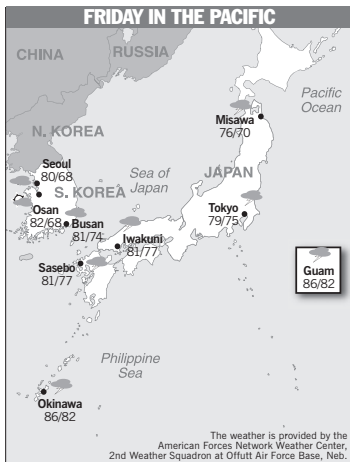 FRIDAY IN THE PACIFIC
CHINA
RUSSIA
Pacific
Ocean
Misawa
76/70
N. KOREA
Seoul
80/68
Sea of
Japan
JAPAN
S. KOREA
Osan
82/68
Busan
81/74
Tokyo
79/75
Iwakuni
81/77
Sasebo
81/77
Guam
86/82
Philippine
Sea
Okinawa
86/82
The weather is provided by the
American Forces Network Weather Center,
2nd Weather Squadron at Offutt Air Force Base, Neb.